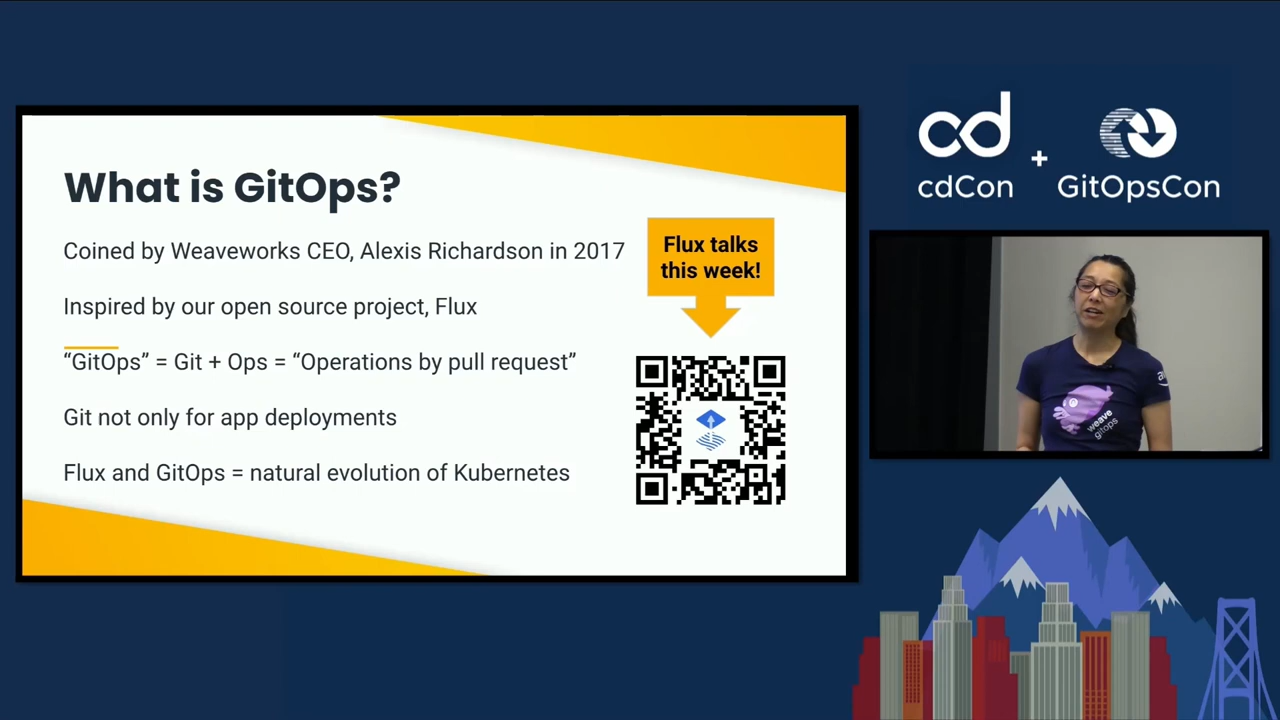 What is GitOps?
Coined by Weaveworks CEO, Alexis Richardson in 2017
Inspired by our open source project, Flux
“GitOps” = Git + Ops = “Operations by pull request”
Git not only for app deployments
Flux and GitOps = natural evolution of Kubernetes
Flux talks
this week!
cd
+
cdCon
GitOpsCon
weave
gitops